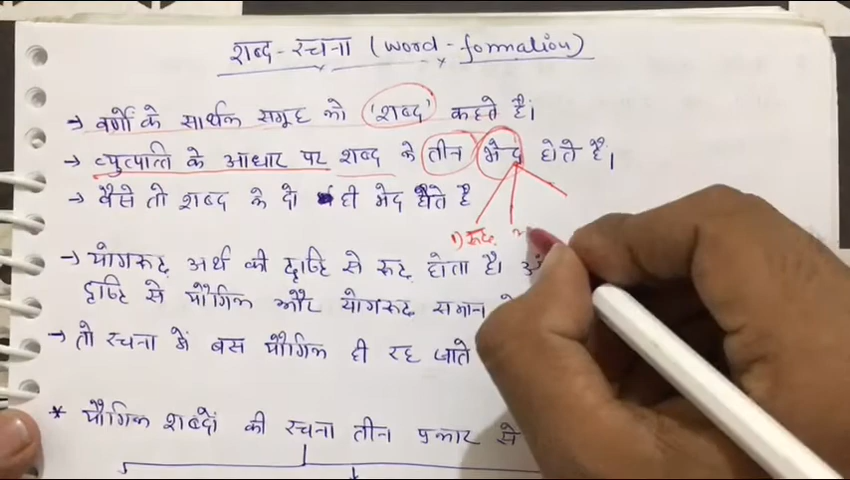 शब्द-रचना (word-formation)
→ वर्णों के सार्थक समूह को 'शब्द' कहते है।
→ व्युत्पत्ति के आधार पर शब्द के तीन भेद होते है।
→ वैसे तो शब्द के दो ही भेद होते है
1) रूढ़
→ योगरूढ़ अर्थ की दृष्टि से रूढ़ होता है।
दृष्टि से यौगिक और योगरूढ़ समान
→ तो रचना में बस यौगिक ही रह जाते
* यौगिक शब्दों की रचना तीन प्रकार से